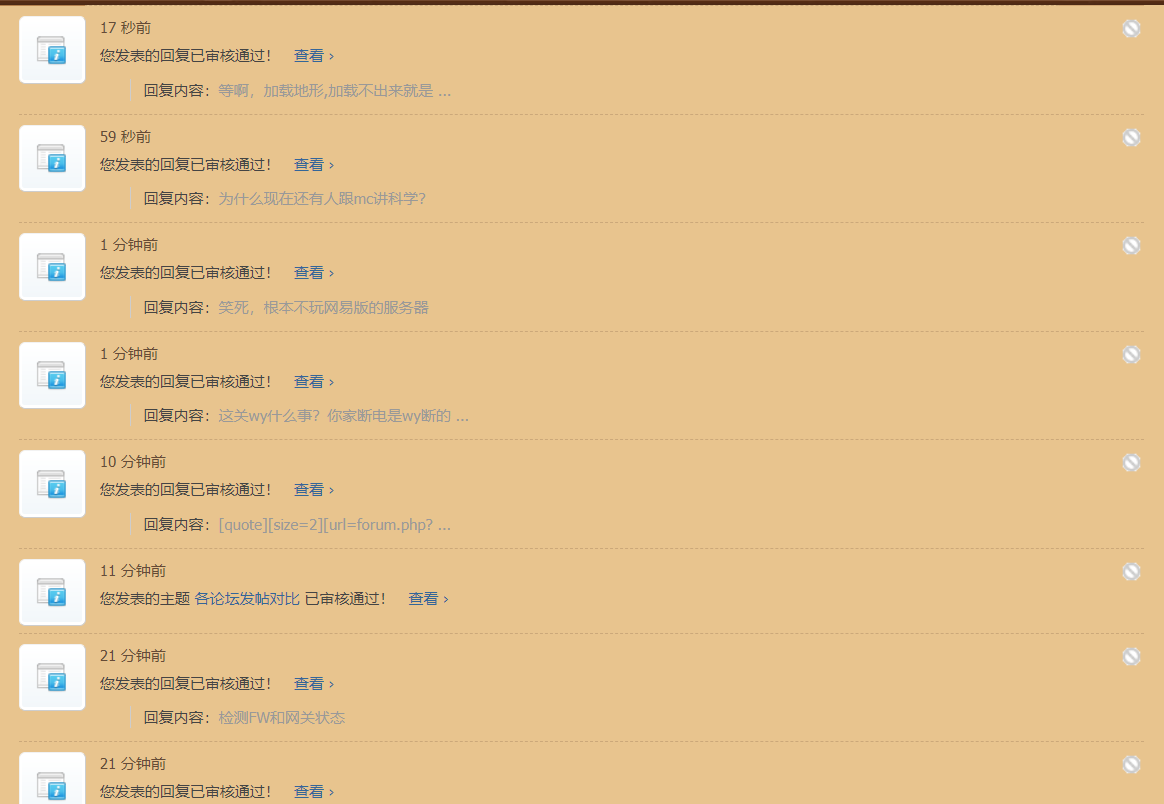 17 秒前
您发表的回复已审核通过！ 查看 ›
回复内容：等啊，加载地形,加载不出来就是 ...
59 秒前
您发表的回复已审核通过！ 查看 ›
回复内容：为什么现在还有人跟mc讲科学？
1 分钟前
您发表的回复已审核通过！ 查看 ›
回复内容：笑死，根本不玩网易版的服务器
1 分钟前
您发表的回复已审核通过！ 查看 ›
回复内容：这关wy什么事？你家断电是wy断的 ...
10 分钟前
您发表的回复已审核通过！ 查看 ›
回复内容：[quote][size=2][url=forum.php? ...
11 分钟前
您发表的主题 各论坛发帖对比 已审核通过！ 查看 ›
21 分钟前
您发表的回复已审核通过！ 查看 ›
回复内容：检测FW和网关状态
21 分钟前
您发表的回复已审核通过！ 查看 ›